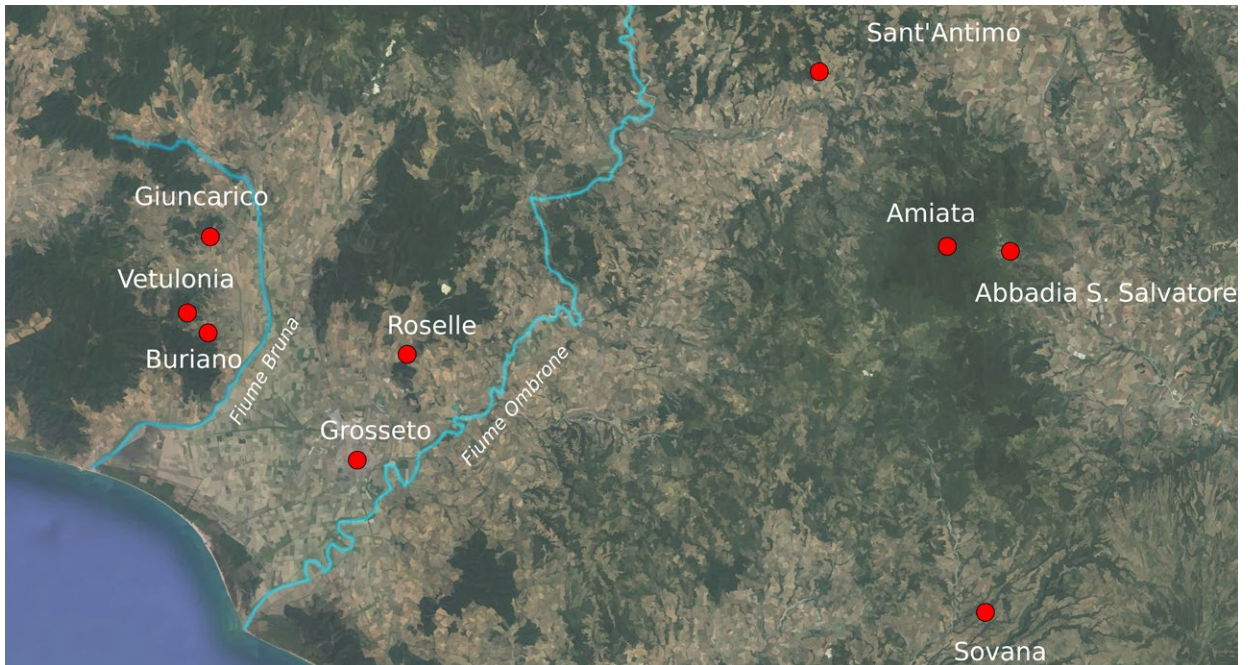 Sant'Antimo
Giuncarico
Amiata
Vetulonia
Abbadia S. Salvatore
Roselle
Buriano
Fiume Bruna
Fiume Ombrone
Grosseto
Sovana